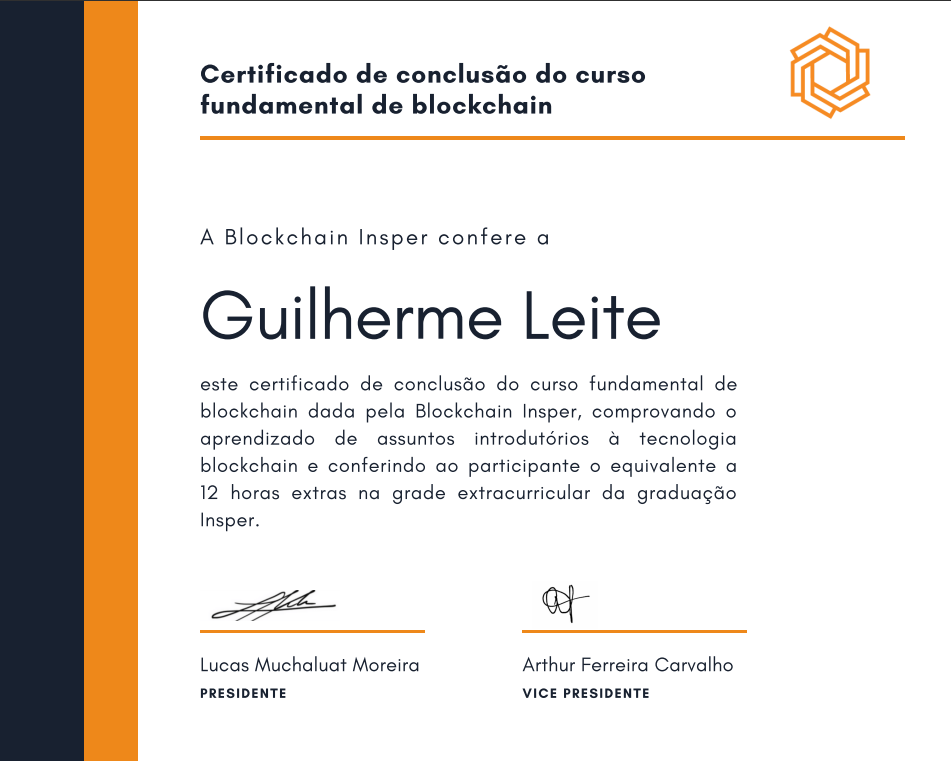 Certificado de conclusão do curso
fundamental de blockchain
A Blockchain Insper confere a
Guilherme Leite
este certificado de conclusão do curso fundamental de
blockchain dada pela Blockchain Insper, comprovando o
aprendizado de assuntos introdutórios à tecnologia
blockchain e conferindo ao participante o equivalente a
12 horas extras na grade extracurricular da graduação
Insper.
Lucas Muchaluat Moreira
PRESIDENTE
Arthur Ferreira Carvalho
VICE PRESIDENTE